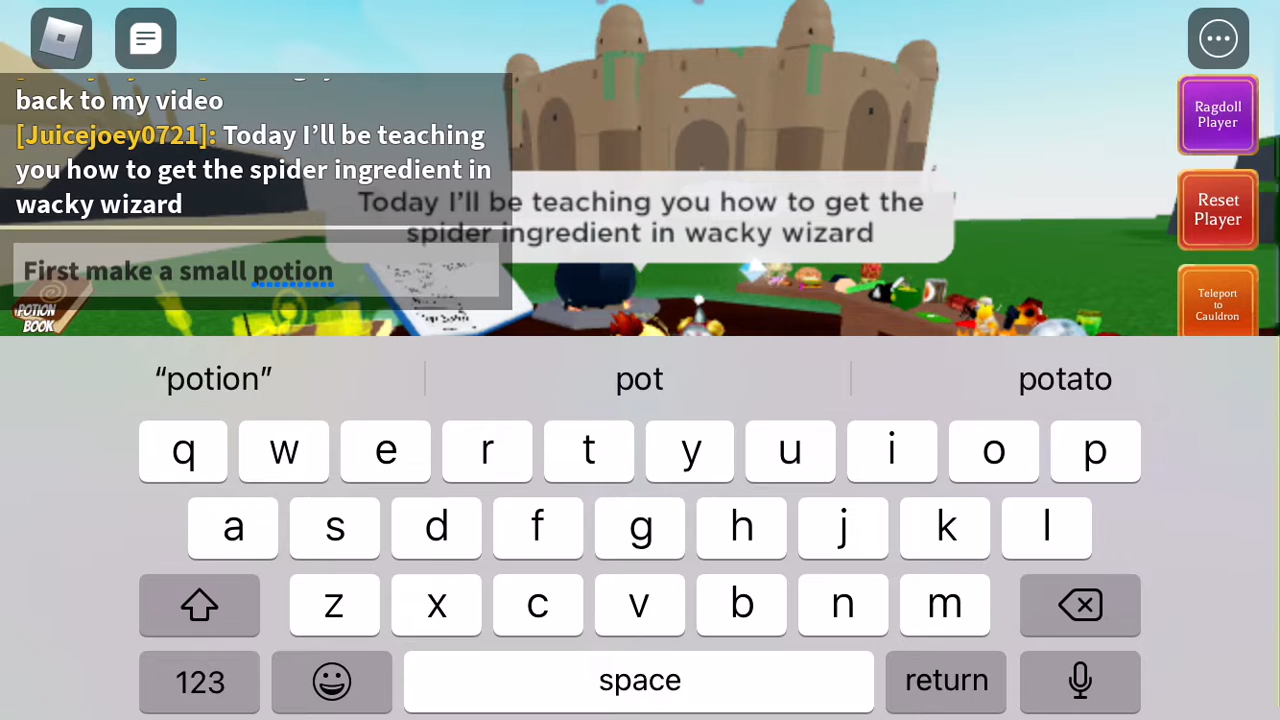 back to my video
[Juicejoey0721]: Today I’ll be teaching
you how to get the spider ingredient in
wacky wizard
First make a small potion
Today I’ll be teaching you how to get the
spider ingredient in wacky wizard
Ragdoll
Player
Reset
Player
Teleport
to
Cauldron
POTION
BOOK
“potion” pot potato
q w e r t y u i o p
a s d f g h j k l
z x c v b n m
123 space return